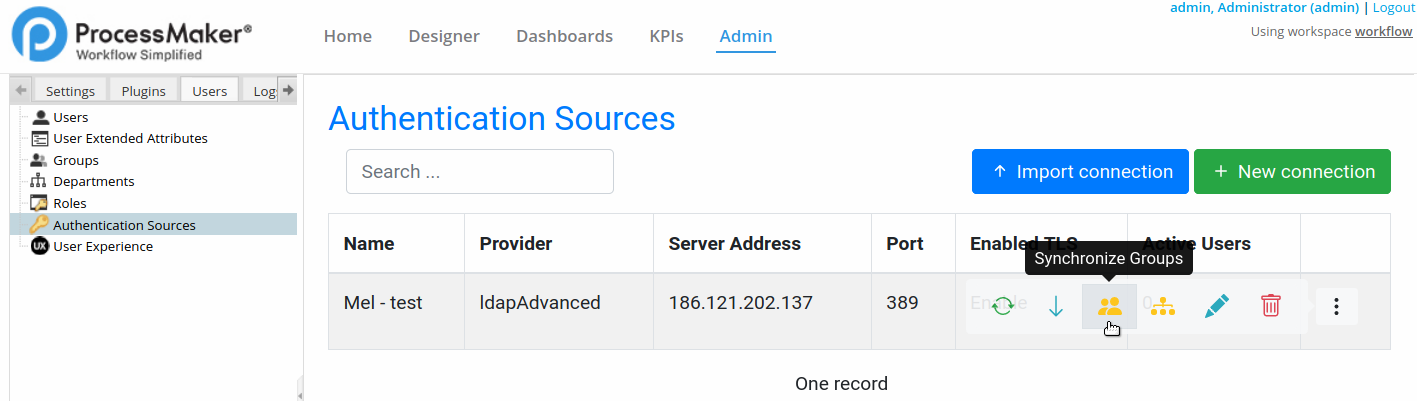 admin, Administrator (admin) | Logout
Using workspace workflow
ProcessMaker®
Workflow Simplified
Home Designer Dashboards KPIs Admin
Settings Plugins Users Log
Users
User Extended Attributes
Groups
Departments
Roles
Authentication Sources
UX User Experience
Authentication Sources
Search ...
Import connection
New connection
Name Provider Server Address Port Enabled TLS Active Users
Synchronize Groups
Mel - test ldapAdvanced 186.121.202.137 389 Enable 0
One record